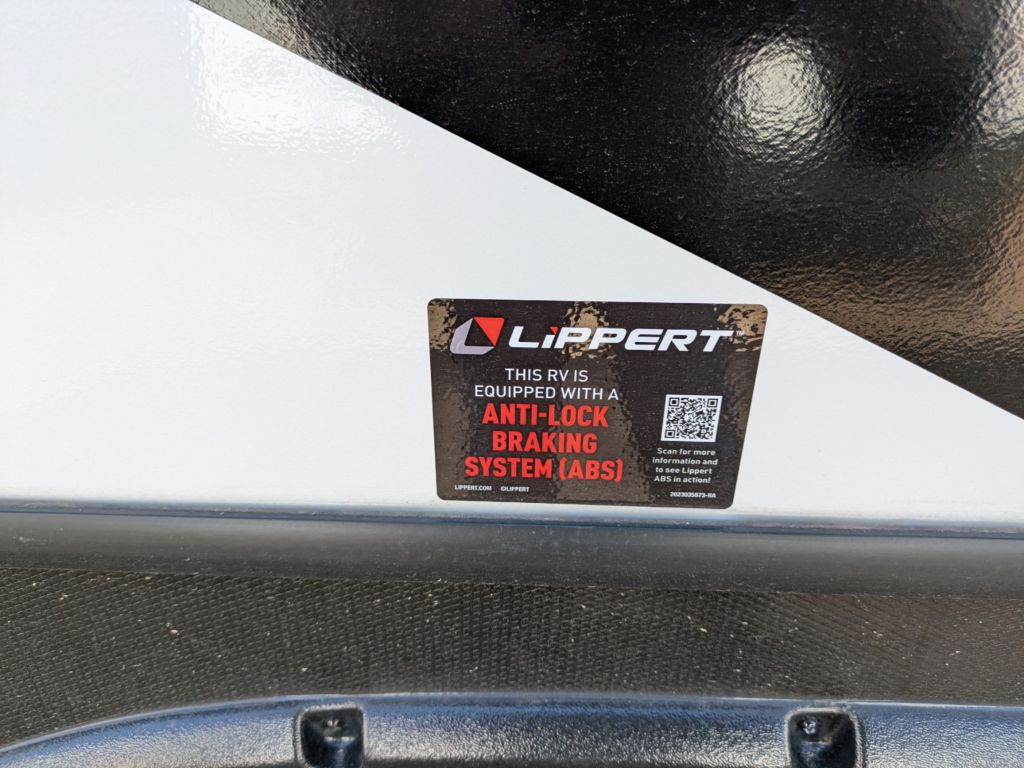 LiPPERT™
THIS RV IS
EQUIPPED WITH A
ANTI-LOCK
BRAKING
SYSTEM (ABS)
LIPPERT.COM ©LIPPERT
Scan for more
information and
to see Lippert
ABS in action!
2023035873-RA